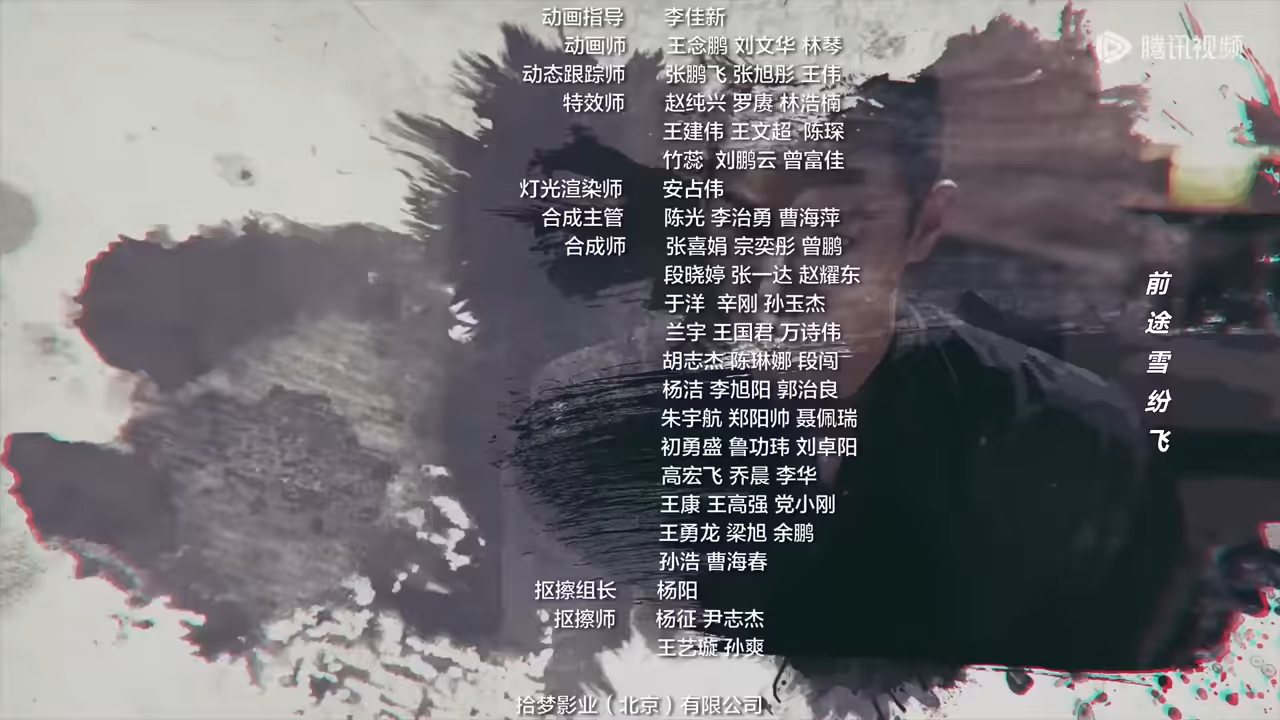 动画指导 李佳新
动画师 王念鹏 刘文华 林琴
动态跟踪师 张鹏飞 张旭彤 王伟
特效师 赵纯兴 罗赓 林浩楠
王建伟 王文超 陈琛
竹蕊 刘鹏云 曾富佳
灯光渲染师 安占伟
合成主管 陈光 李治勇 曹海萍
合成师 张喜娟 宗奕彤 曾鹏
段晓婷 张一达 赵耀东
于洋 辛刚 孙玉杰
兰宇 王国君 万诗伟
胡志杰 陈琳娜 段闯
杨洁 李旭阳 郭治良
朱宇航 郑阳帅 聂佩瑞
初勇盛 鲁功玮 刘卓阳
高宏飞 乔晨 李华
王康 王高强 党小刚
王勇龙 梁旭 余鹏
孙浩 曹海春
抠擦组长 杨阳
抠擦师 杨征 尹志杰
王艺璇 孙爽
拾梦影业（北京）有限公司
腾讯视频
前途雪纷飞